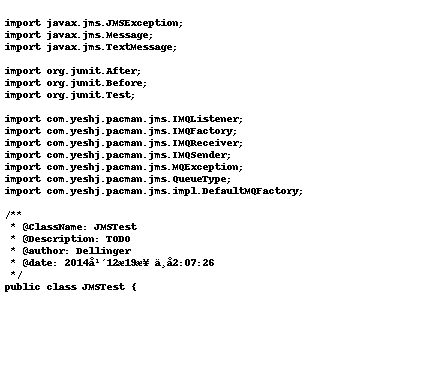 import javax.jms.JMSException;
import javax.jms.Message;
import javax.jms.TextMessage;
import org.junit.After;
import org.junit.Before;
import org.junit.Test;
import com.yeshj.pacman.jms.IMQListener;
import com.yeshj.pacman.jms.IMQFactory;
import com.yeshj.pacman.jms.IMQReceiver;
import com.yeshj.pacman.jms.IMQSender;
import com.yeshj.pacman.jms.MQException;
import com.yeshj.pacman.jms.QueueType;
import com.yeshj.pacman.jms.impl.DefaultMQFactory;
/**
* @ClassName: JMSTest
* @Description: TODO
* @author: Dellinger
* @date: 2014å¹´12æ19æ¥ ä¸å2:07:26
*/
public class JMSTest {